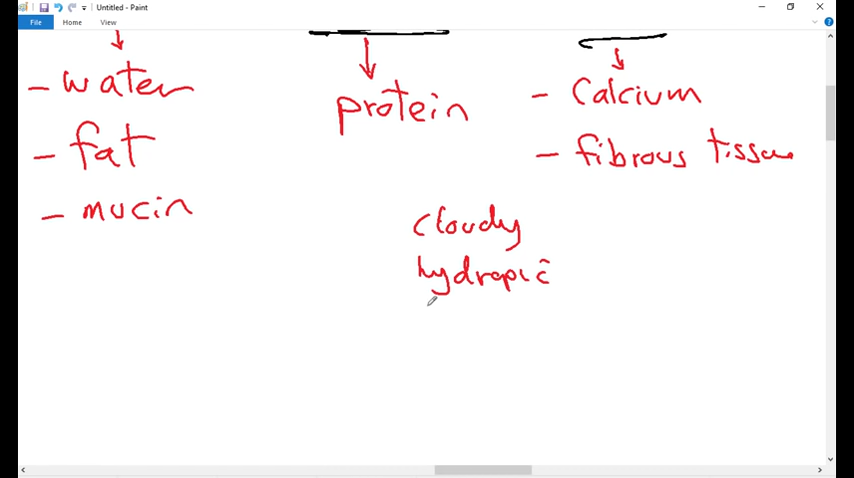 Untitled - Paint
File Home View
- water
- fat
- mucin
protein
- Calcium
- fibrous tissue
cloudy
hydropic